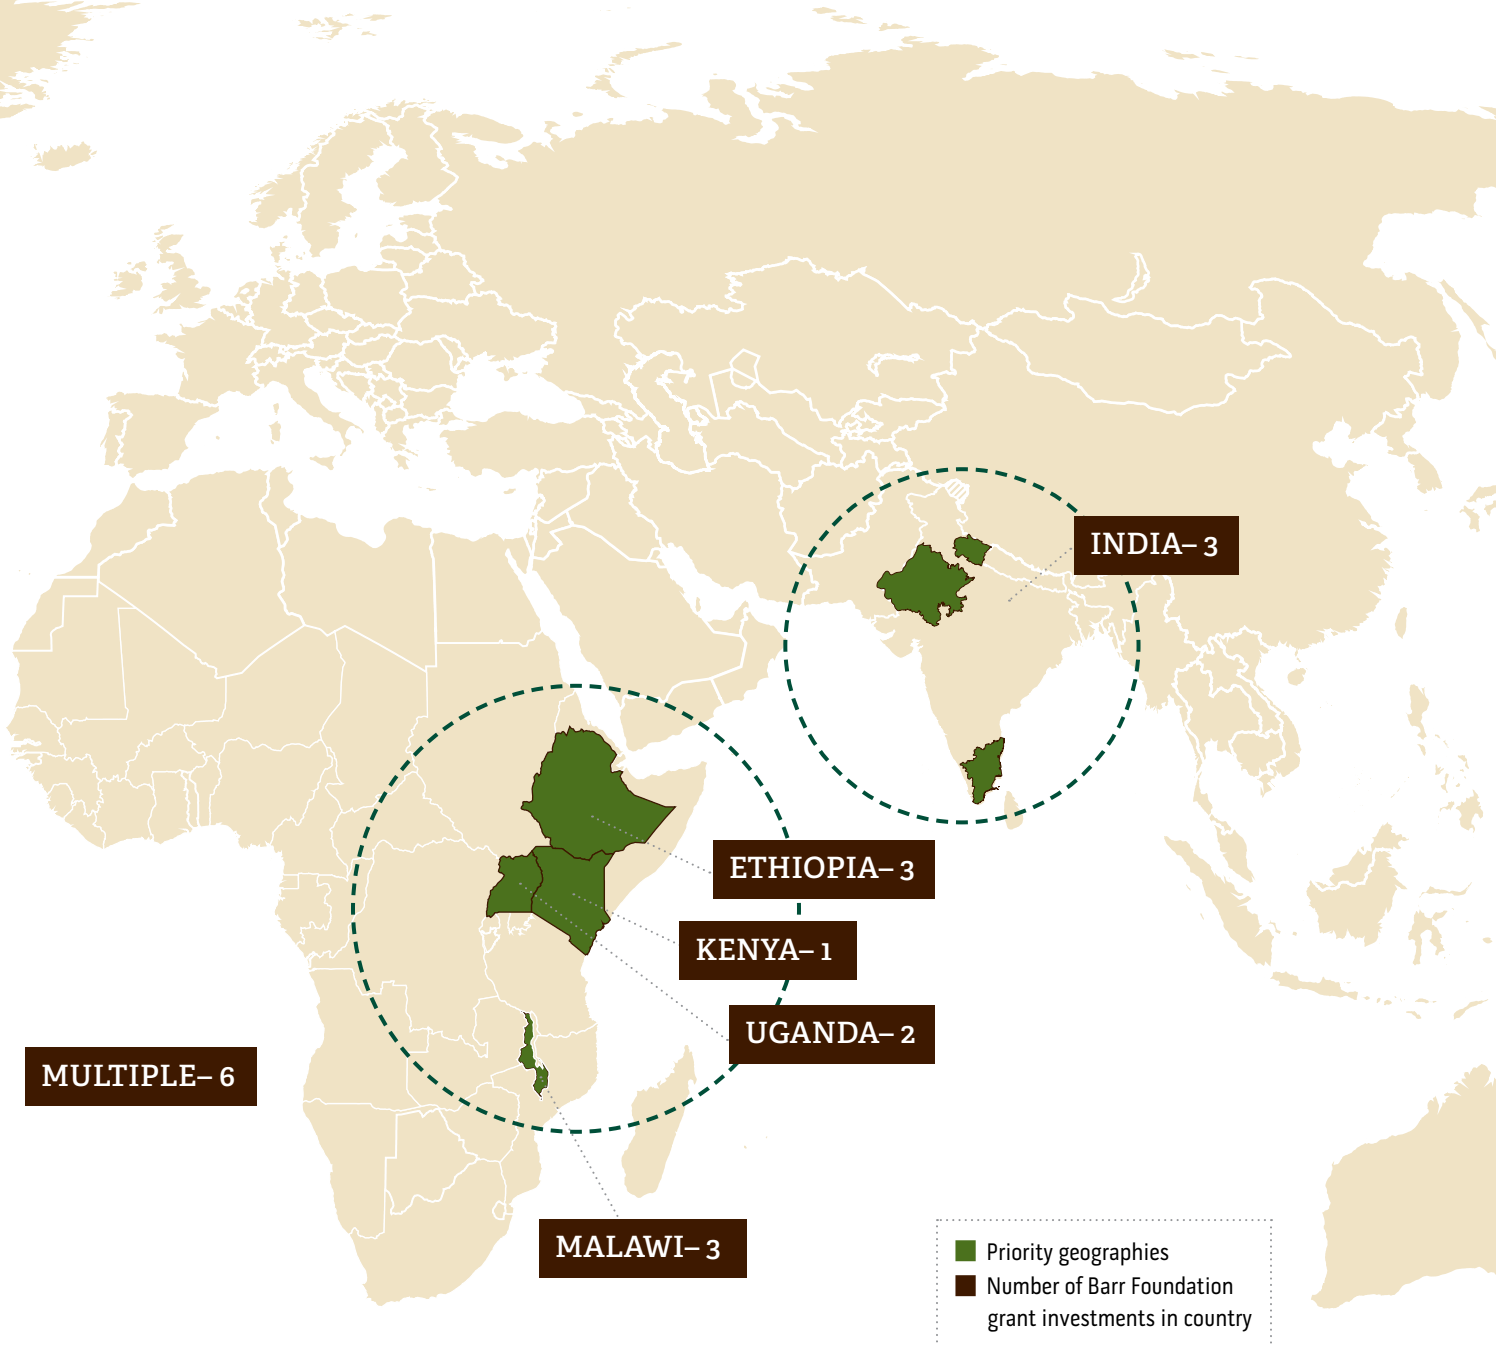 INDIA– 3
ETHIOPIA– 3
KENYA– 1
UGANDA– 2
MULTIPLE– 6
MALAWI– 3
Priority geographies
Number of Barr Foundation
grant investments in country